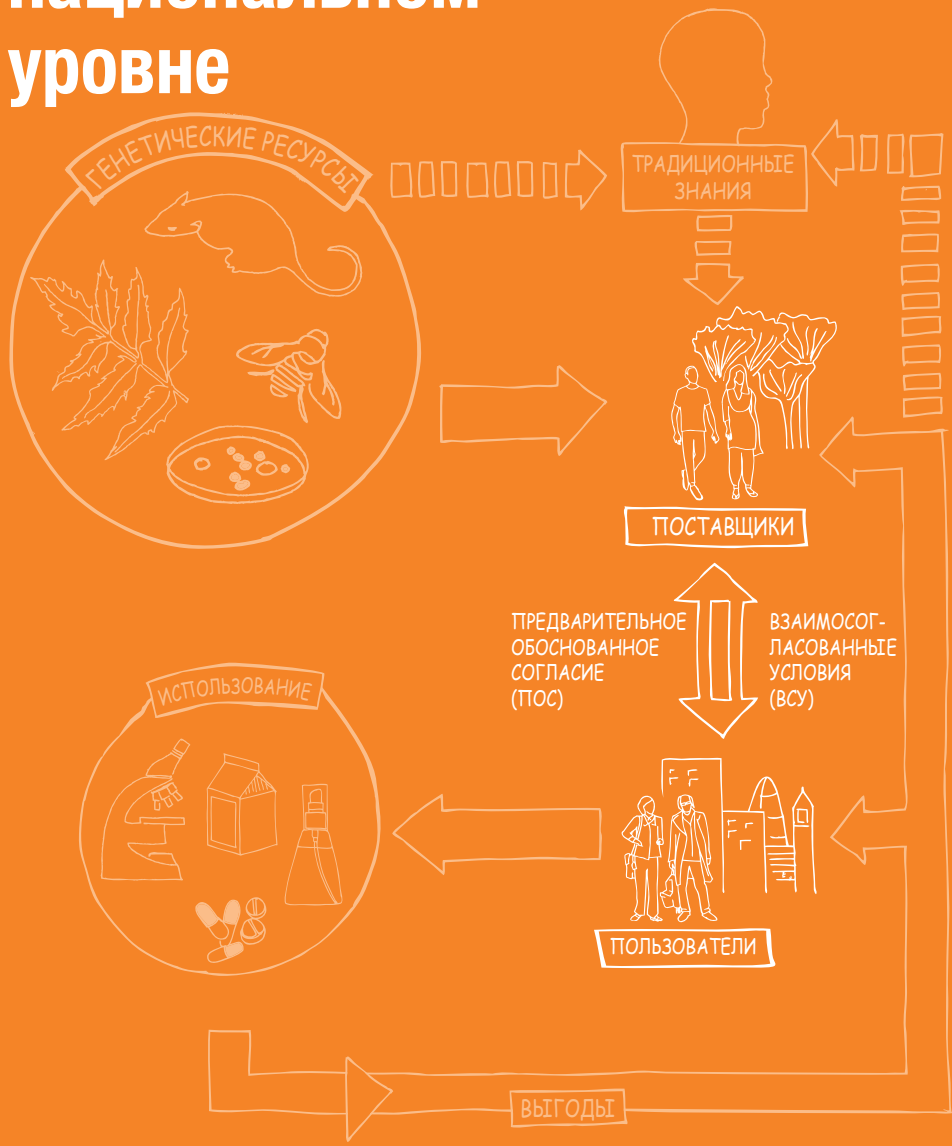 национальном
уровне
ГЕНЕТИЧЕСКИЕ РЕСУРСЫ
ТРАДИЦИОННЫЕ
ЗНАНИЯ
ПОСТАВЩИКИ
ПРЕДВАРИТЕЛЬНОЕ
ОБОСНОВАННОЕ
СОГЛАСИЕ
(ПОС)
ВЗАИМОСОГ-
ЛАСОВАННЫЕ
УСЛОВИЯ
(ВСУ)
ИСПОЛЬЗОВАНИЕ
ПОЛЬЗОВАТЕЛИ
ВЫГОДЫ